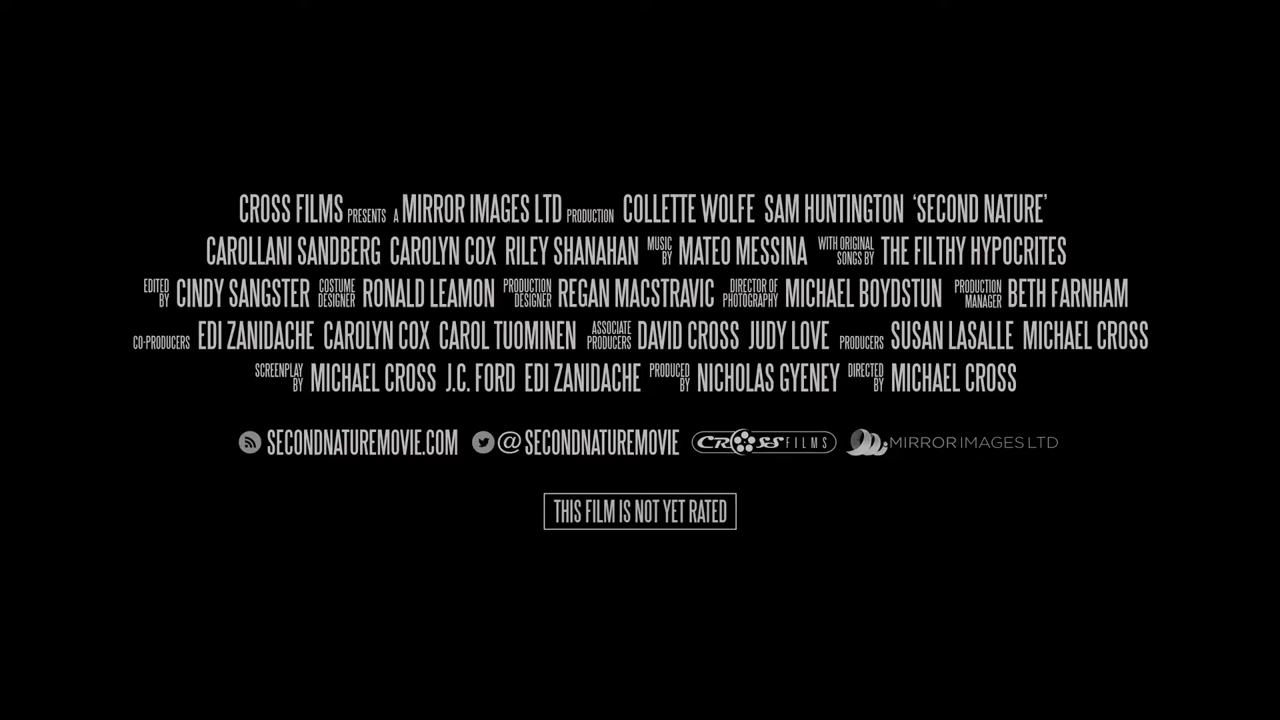 CROSS FILMS PRESENTS A MIRROR IMAGES LTD PRODUCTION COLLETTE WOLFE SAM HUNTINGTON ‘SECOND NATURE’
CAROLLANI SANDBERG CAROLYN COX RILEY SHANAHAN MUSIC BY MATEO MESSINA WITH ORIGINAL SONGS BY THE FILTHY HYPOCRITES
EDITED BY CINDY SANGSTER COSTUME DESIGNER RONALD LEAMON PRODUCTION DESIGNER REGAN MACSTRAVIC DIRECTOR OF PHOTOGRAPHY MICHAEL BOYDSTUN PRODUCTION MANAGER BETH FARNHAM
CO-PRODUCERS EDI ZANIDACHE CAROLYN COX CAROL TUOMINEN ASSOCIATE PRODUCERS DAVID CROSS JUDY LOVE PRODUCERS SUSAN LASALLE MICHAEL CROSS
SCREENPLAY BY MICHAEL CROSS J.C. FORD EDI ZANIDACHE PRODUCED BY NICHOLAS GYENEY DIRECTED BY MICHAEL CROSS
SECONDNATUREMOVIE.COM @SECONDNATUREMOVIE CROSS FILMS MIRROR IMAGES LTD
THIS FILM IS NOT YET RATED